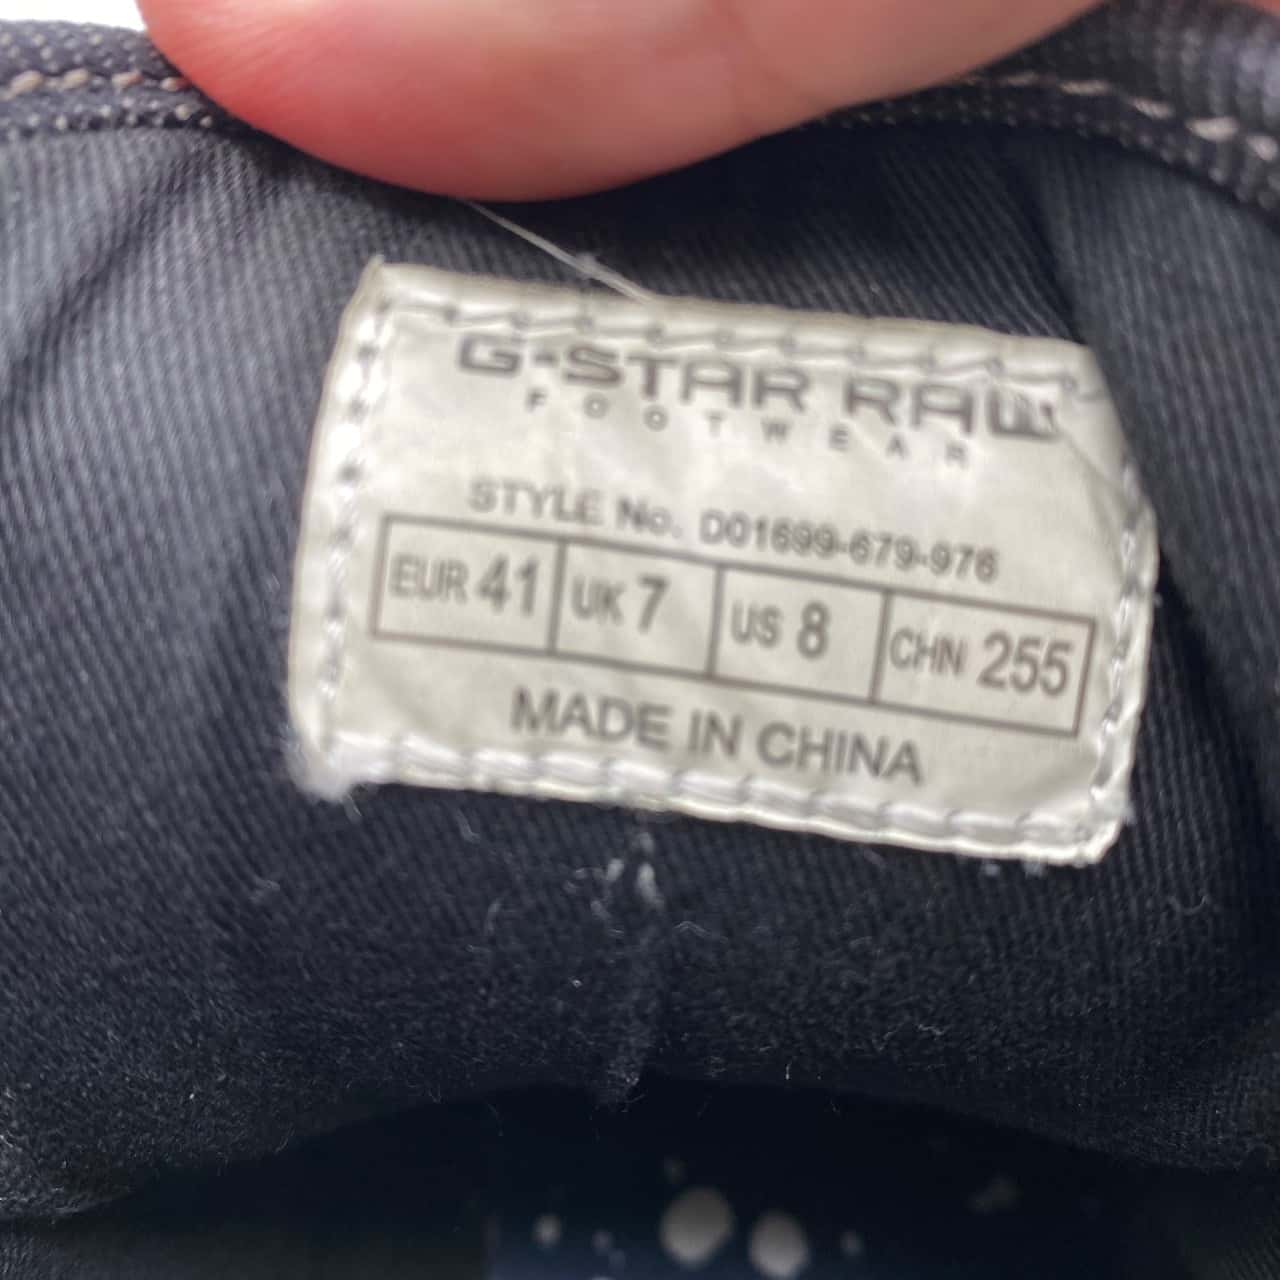 G-STAR RAW
FOOTWEAR
STYLE No. D01699-679-976
EUR 41 UK 7 US 8 CHN 255
MADE IN CHINA